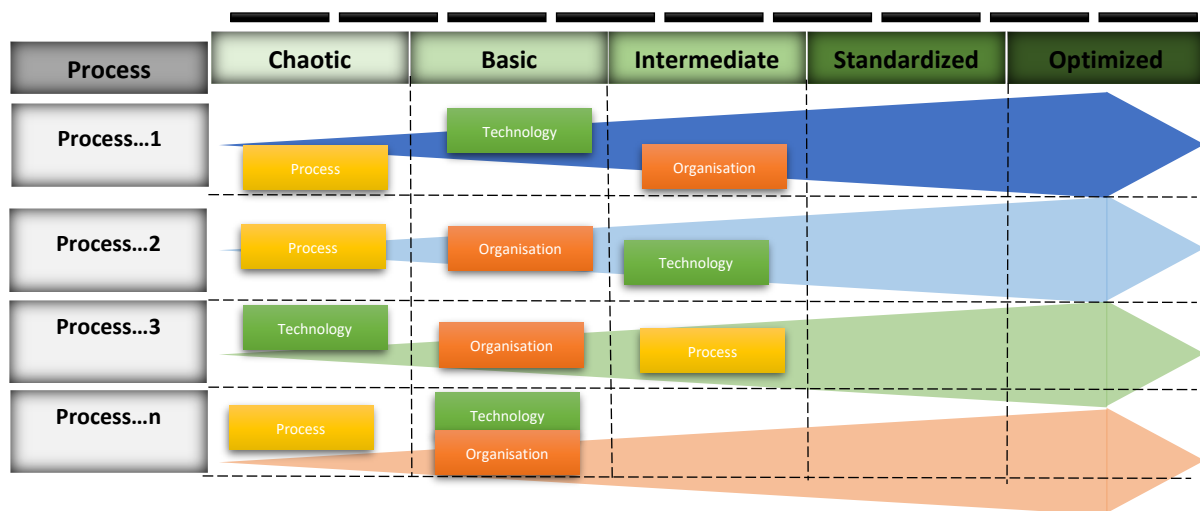 Process
Chaotic
Basic
Intermediate
Standardized
Optimized
Process...1
Technology
Process
Organisation
Process...2
Process
Organisation
Technology
Process...3
Technology
Organisation
Process
Process...n
Process
Technology
Organisation